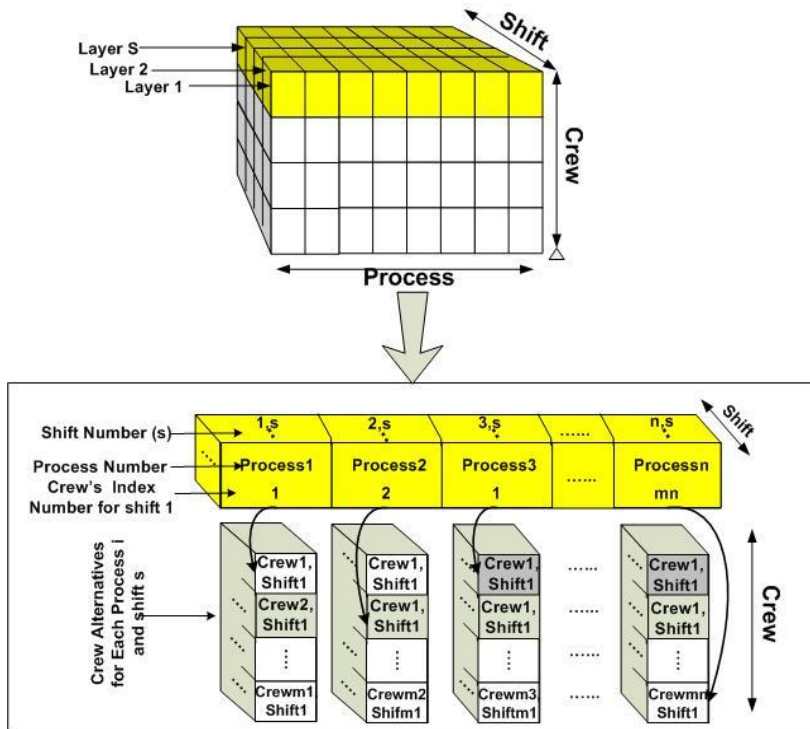 Shift
Layer S
Layer 2
Layer 1
Crew
Process
Shift Number (s)
1,s
2,s
3,s
......
n,s
Shift
Process Number
Process1
Process2
Process3
Processn
Crew's Index
Number for shift 1
1
2
1
......
mn
Crew Alternatives
for Each Process i
and shift s
Crew1,
Shift1
Crew2,
Shift1
Crewm1
Shift1
Crew1,
Shift1
Crew1,
Shift1
Crewm2
Shifm1
Crew1,
Shift1
Crew1,
Shift1
Crewm3,
Shiftm1
......
......
......
......
Crew1,
Shift1
Crew1,
Shift1
Crewmn
Shift1
Crew